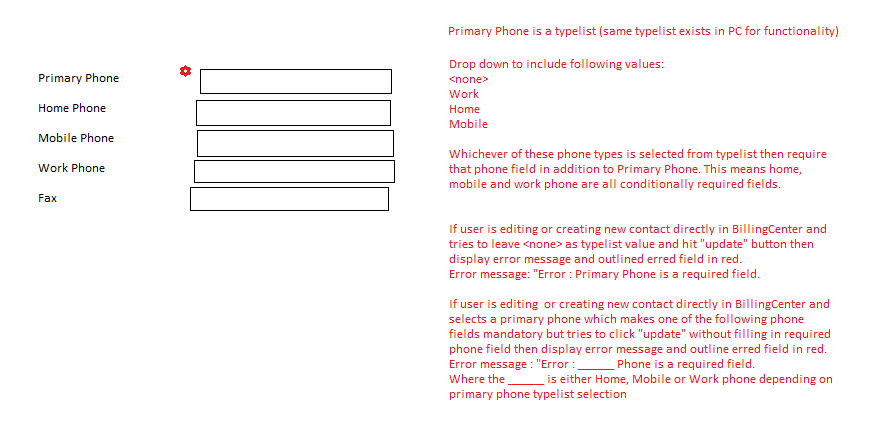 Primary Phone
Home Phone
Mobile Phone
Work Phone
Fax
Primary Phone is a typelist (same typelist exists in PC for functionality)
Drop down to include following values:
<none>
Work
Home
Mobile
Whichever of these phone types is selected from typelist then require
that phone field in addition to Primary Phone. This means home,
mobile and work phone are all conditionally required fields.
If user is editing or creating new contact directly in BillingCenter and
tries to leave <none> as typelist value and hit "update" button then
display error message and outlined erred field in red.
Error message: "Error : Primary Phone is a required field.
If user is editing  or creating new contact directly in BillingCenter and
selects a primary phone which makes one of the following phone
fields mandatory but tries to click "update" without filling in required
phone field then display error message and outline erred field in red.
Error message : "Error : ______ Phone is a required field.
Where the ______ is either Home, Mobile or Work phone depending on
primary phone typelist selection